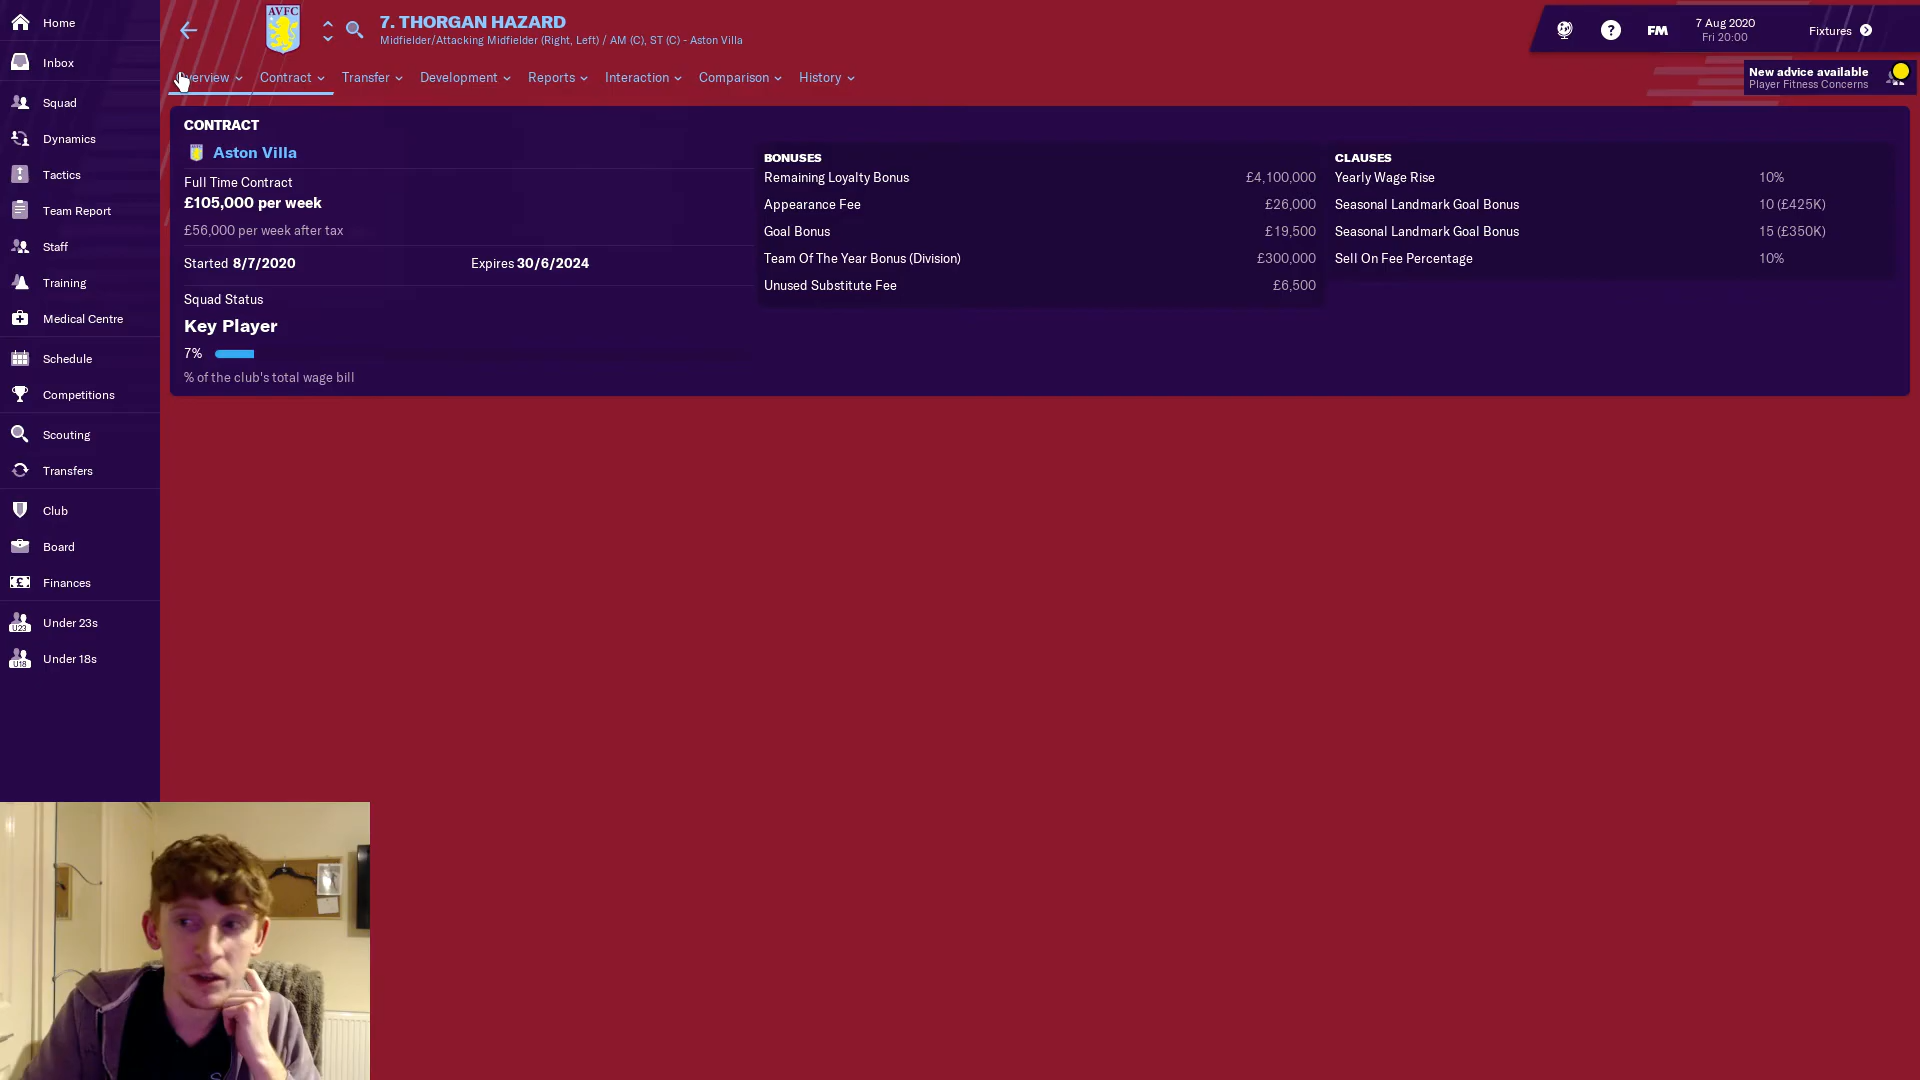 Home
Inbox
Squad
Dynamics
Tactics
Team Report
Staff
Training
Medical Centre
Schedule
Competitions
Scouting
Transfers
Club
Board
Finances
U23
Under 23s
U18
Under 18s
AVFC
7. THORGAN HAZARD
Midfielder/Attacking Midfielder (Right, Left) / AM (C), ST (C) - Aston Villa
?
FM
7 Aug 2020
Fri 20:00
Fixtures
verview
Contract
Transfer
Development
Reports
Interaction
Comparison
History
New advice available
Player Fitness Concerns
CONTRACT
Aston Villa
Full Time Contract
£105,000 per week
£56,000 per week after tax
Started 8/7/2020
Expires 30/6/2024
Squad Status
Key Player
7%
% of the club's total wage bill
BONUSES
Remaining Loyalty Bonus £4,100,000
Appearance Fee £26,000
Goal Bonus £19,500
Team Of The Year Bonus (Division) £300,000
Unused Substitute Fee £6,500
CLAUSES
Yearly Wage Rise 10%
Seasonal Landmark Goal Bonus 10 (£425K)
Seasonal Landmark Goal Bonus 15 (£350K)
Sell On Fee Percentage 10%